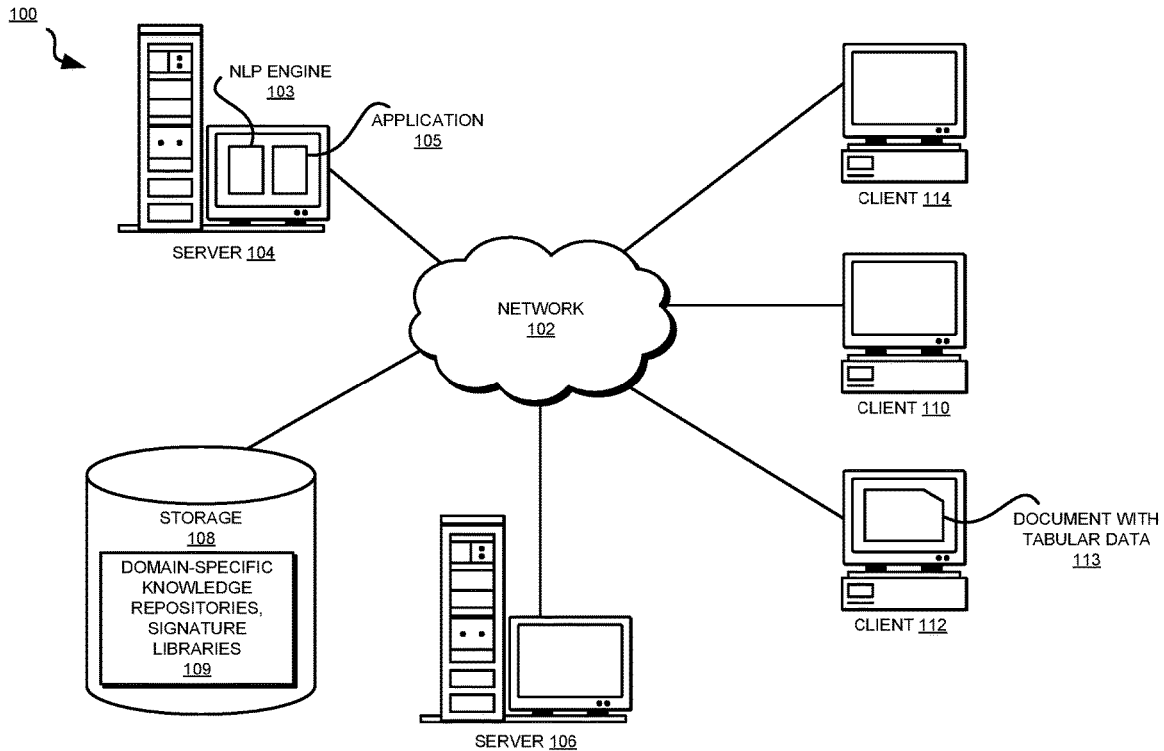 100
NLP ENGINE
103
APPLICATION
105
SERVER 104
CLIENT 114
NETWORK
102
CLIENT 110
STORAGE
108
DOMAIN-SPECIFIC
KNOWLEDGE
REPOSITORIES,
SIGNATURE
LIBRARIES
109
DOCUMENT WITH
TABULAR DATA
113
CLIENT 112
SERVER 106